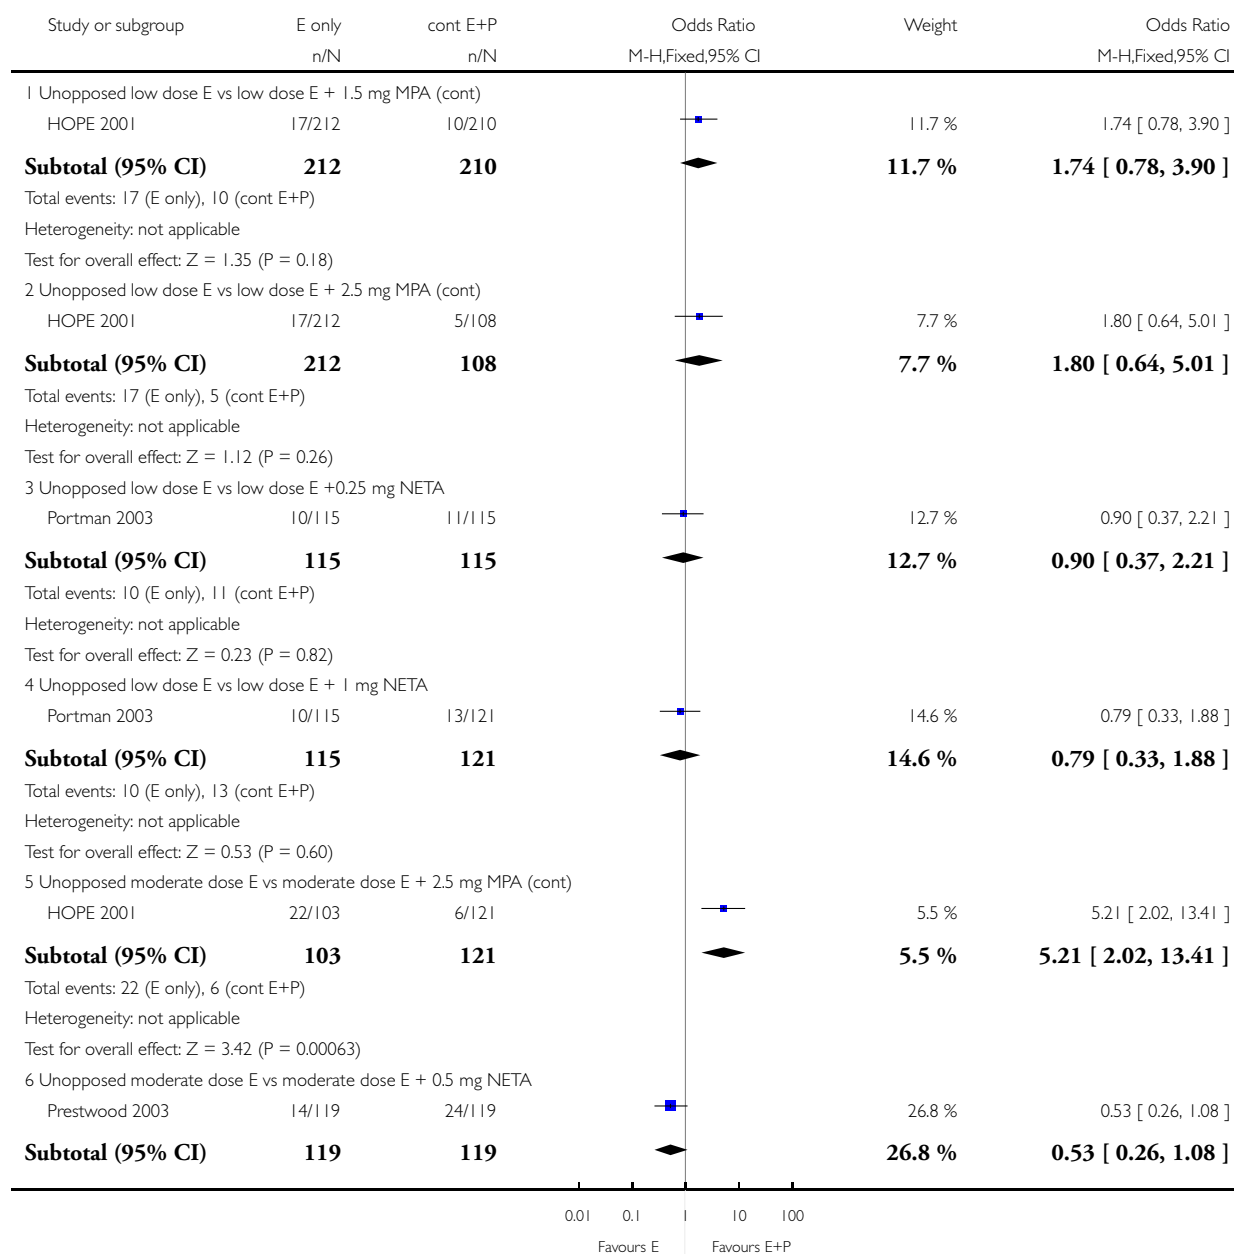 Study or subgroup E only cont E+P Odds Ratio Weight Odds Ratio
n/N n/N M-H,Fixed,95% CI M-H,Fixed,95% CI
1 Unopposed low dose E vs low dose E + 1.5 mg MPA (cont)
HOPE 2001 17/212 10/210 11.7 % 1.74 [ 0.78, 3.90 ]
Subtotal (95% CI) 212 210 11.7 % 1.74 [ 0.78, 3.90 ]
Total events: 17 (E only), 10 (cont E+P)
Heterogeneity: not applicable
Test for overall effect: Z = 1.35 (P = 0.18)
2 Unopposed low dose E vs low dose E + 2.5 mg MPA (cont)
HOPE 2001 17/212 5/108 7.7 % 1.80 [ 0.64, 5.01 ]
Subtotal (95% CI) 212 108 7.7 % 1.80 [ 0.64, 5.01 ]
Total events: 17 (E only), 5 (cont E+P)
Heterogeneity: not applicable
Test for overall effect: Z = 1.12 (P = 0.26)
3 Unopposed low dose E vs low dose E +0.25 mg NETA
Portman 2003 10/115 11/115 12.7 % 0.90 [ 0.37, 2.21 ]
Subtotal (95% CI) 115 115 12.7 % 0.90 [ 0.37, 2.21 ]
Total events: 10 (E only), 11 (cont E+P)
Heterogeneity: not applicable
Test for overall effect: Z = 0.23 (P = 0.82)
4 Unopposed low dose E vs low dose E + 1 mg NETA
Portman 2003 10/115 13/121 14.6 % 0.79 [ 0.33, 1.88 ]
Subtotal (95% CI) 115 121 14.6 % 0.79 [ 0.33, 1.88 ]
Total events: 10 (E only), 13 (cont E+P)
Heterogeneity: not applicable
Test for overall effect: Z = 0.53 (P = 0.60)
5 Unopposed moderate dose E vs moderate dose E + 2.5 mg MPA (cont)
HOPE 2001 22/103 6/121 5.5 % 5.21 [ 2.02, 13.41 ]
Subtotal (95% CI) 103 121 5.5 % 5.21 [ 2.02, 13.41 ]
Total events: 22 (E only), 6 (cont E+P)
Heterogeneity: not applicable
Test for overall effect: Z = 3.42 (P = 0.00063)
6 Unopposed moderate dose E vs moderate dose E + 0.5 mg NETA
Prestwood 2003 14/119 24/119 26.8 % 0.53 [ 0.26, 1.08 ]
Subtotal (95% CI) 119 119 26.8 % 0.53 [ 0.26, 1.08 ]
0.01 0.1 1 10 100
Favours E Favours E+P